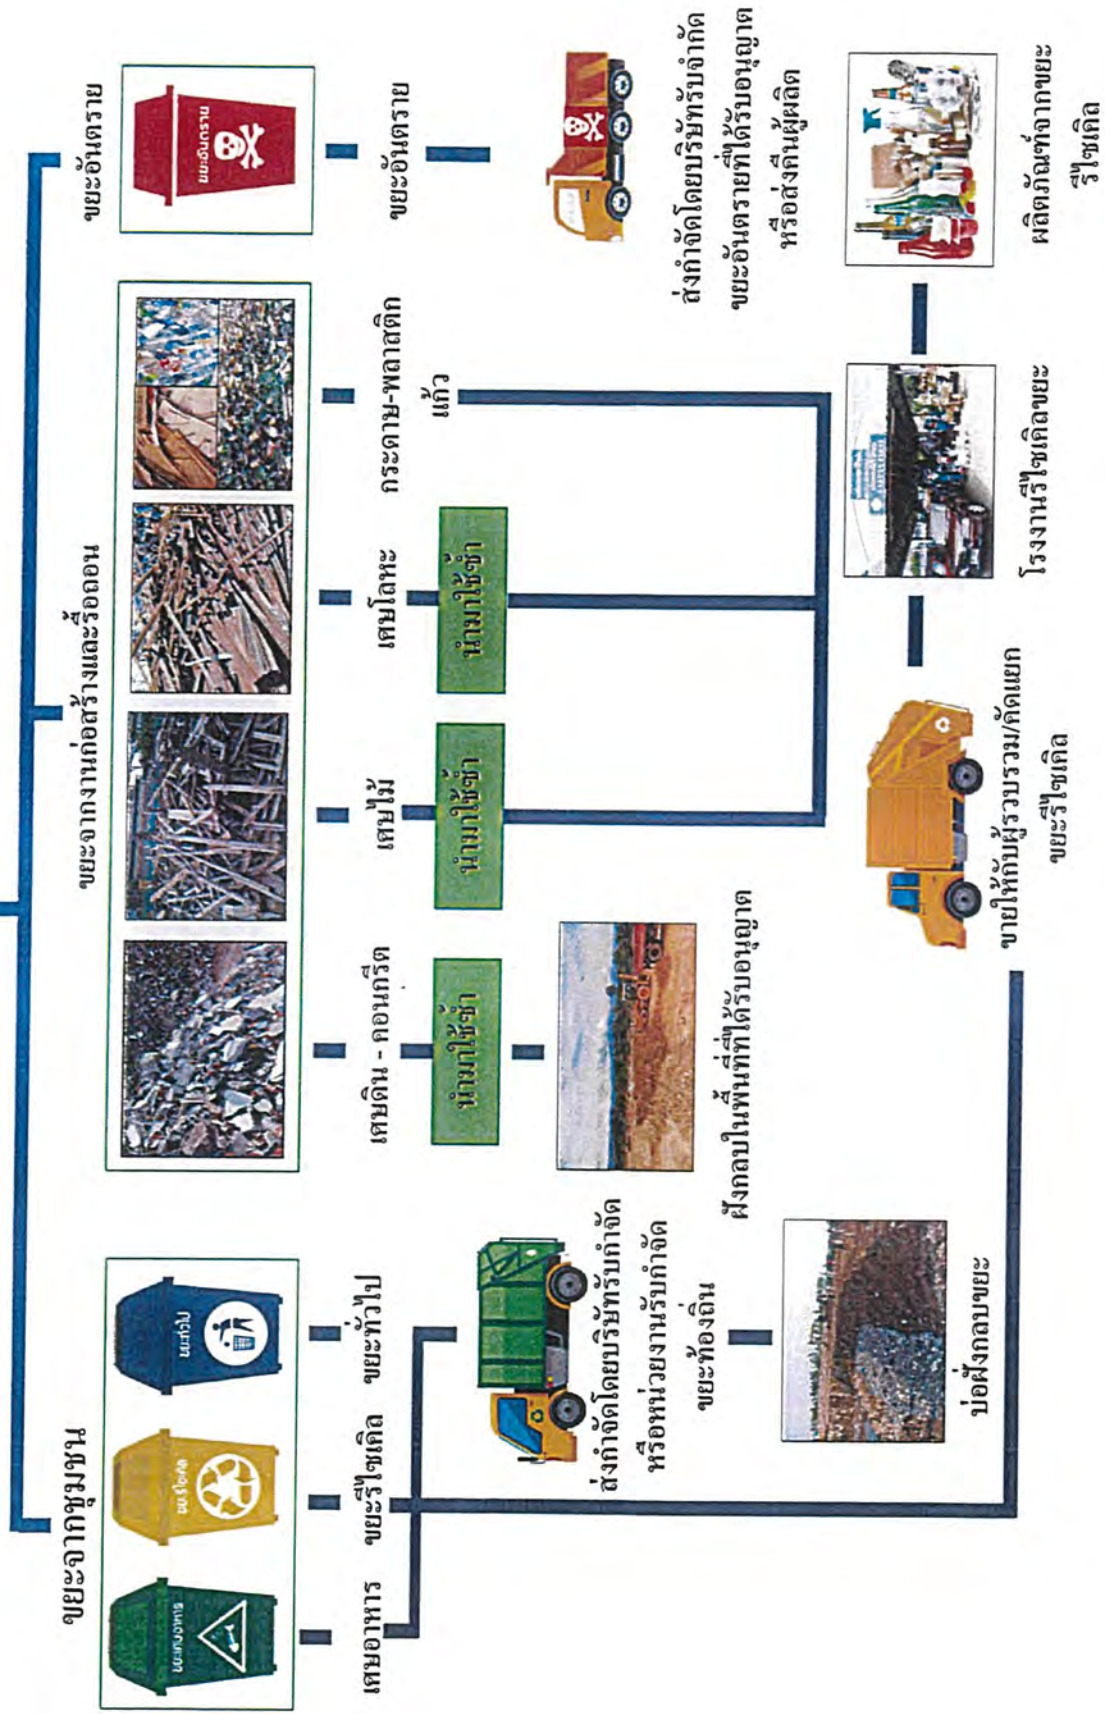 ขยะจากชุมชน
ขยะจากงานก่อสร้างและรื้อถอน
ขยะอันตราย
ขยะเศษอาหาร
ขยะรีไซเคิล
ขยะทั่วไป
ขยะอันตราย
เศษอาหาร
ขยะรีไซเคิล
ขยะทั่วไป
เศษดิน - คอนกรีต
เศษไม้
เศษโลหะ
กระดาษ-พลาสติก
แก้ว
ขยะอันตราย
นำมาใช้ซ้ำ
นำมาใช้ซ้ำ
นำมาใช้ซ้ำ
ส่งกำจัดโดยบริษัทรับกำจัด
หรือหน่วยงานรับกำจัด
ขยะท้องถิ่น
ฝังกลบในพื้นที่ที่ได้รับอนุญาต
ส่งกำจัดโดยบริษัทรับจำกัด
ขยะอันตรายที่ได้รับอนุญาต
หรือส่งคืนผู้ผลิต
บ่อฝังกลบขยะ
ขายให้กับผู้รวบรวม/คัดแยก
ขยะรีไซเคิล
โรงงานรีไซเคิลขยะ
ผลิตภัณฑ์จากขยะ
รีไซเคิล